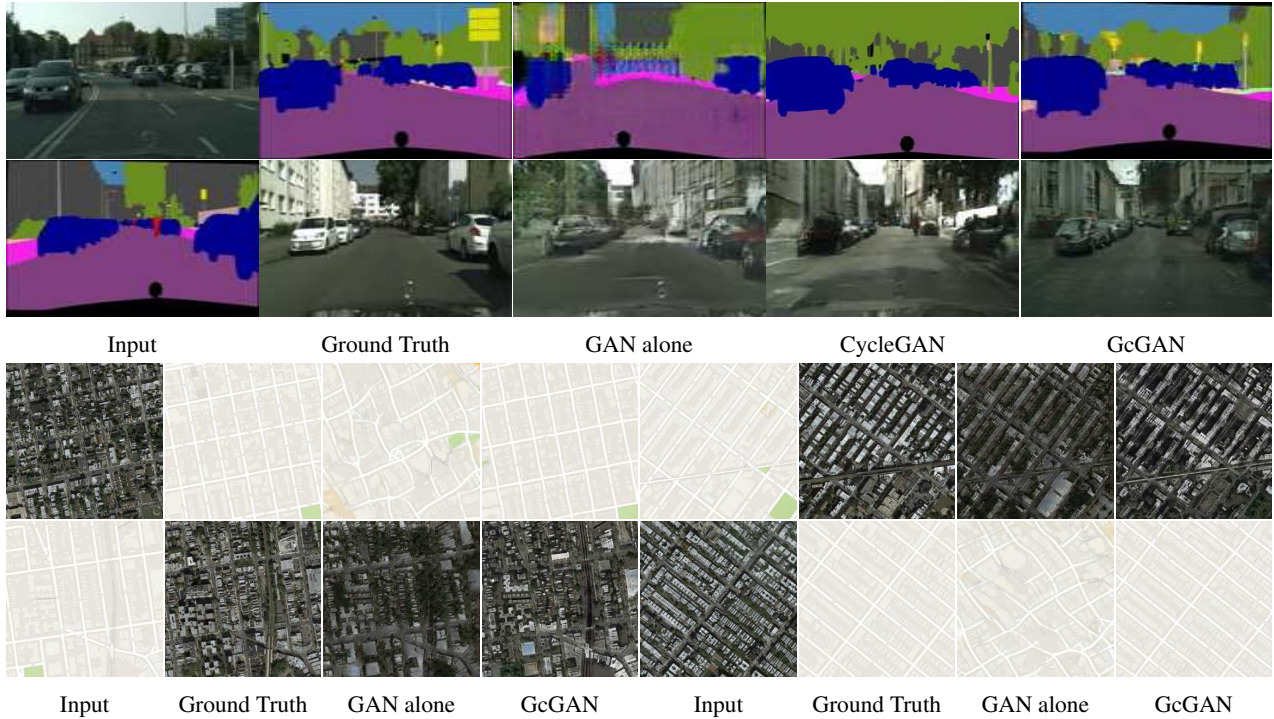 Input Ground Truth GAN alone CycleGAN GcGAN
Input Ground Truth GAN alone GcGAN Input Ground Truth GAN alone GcGAN